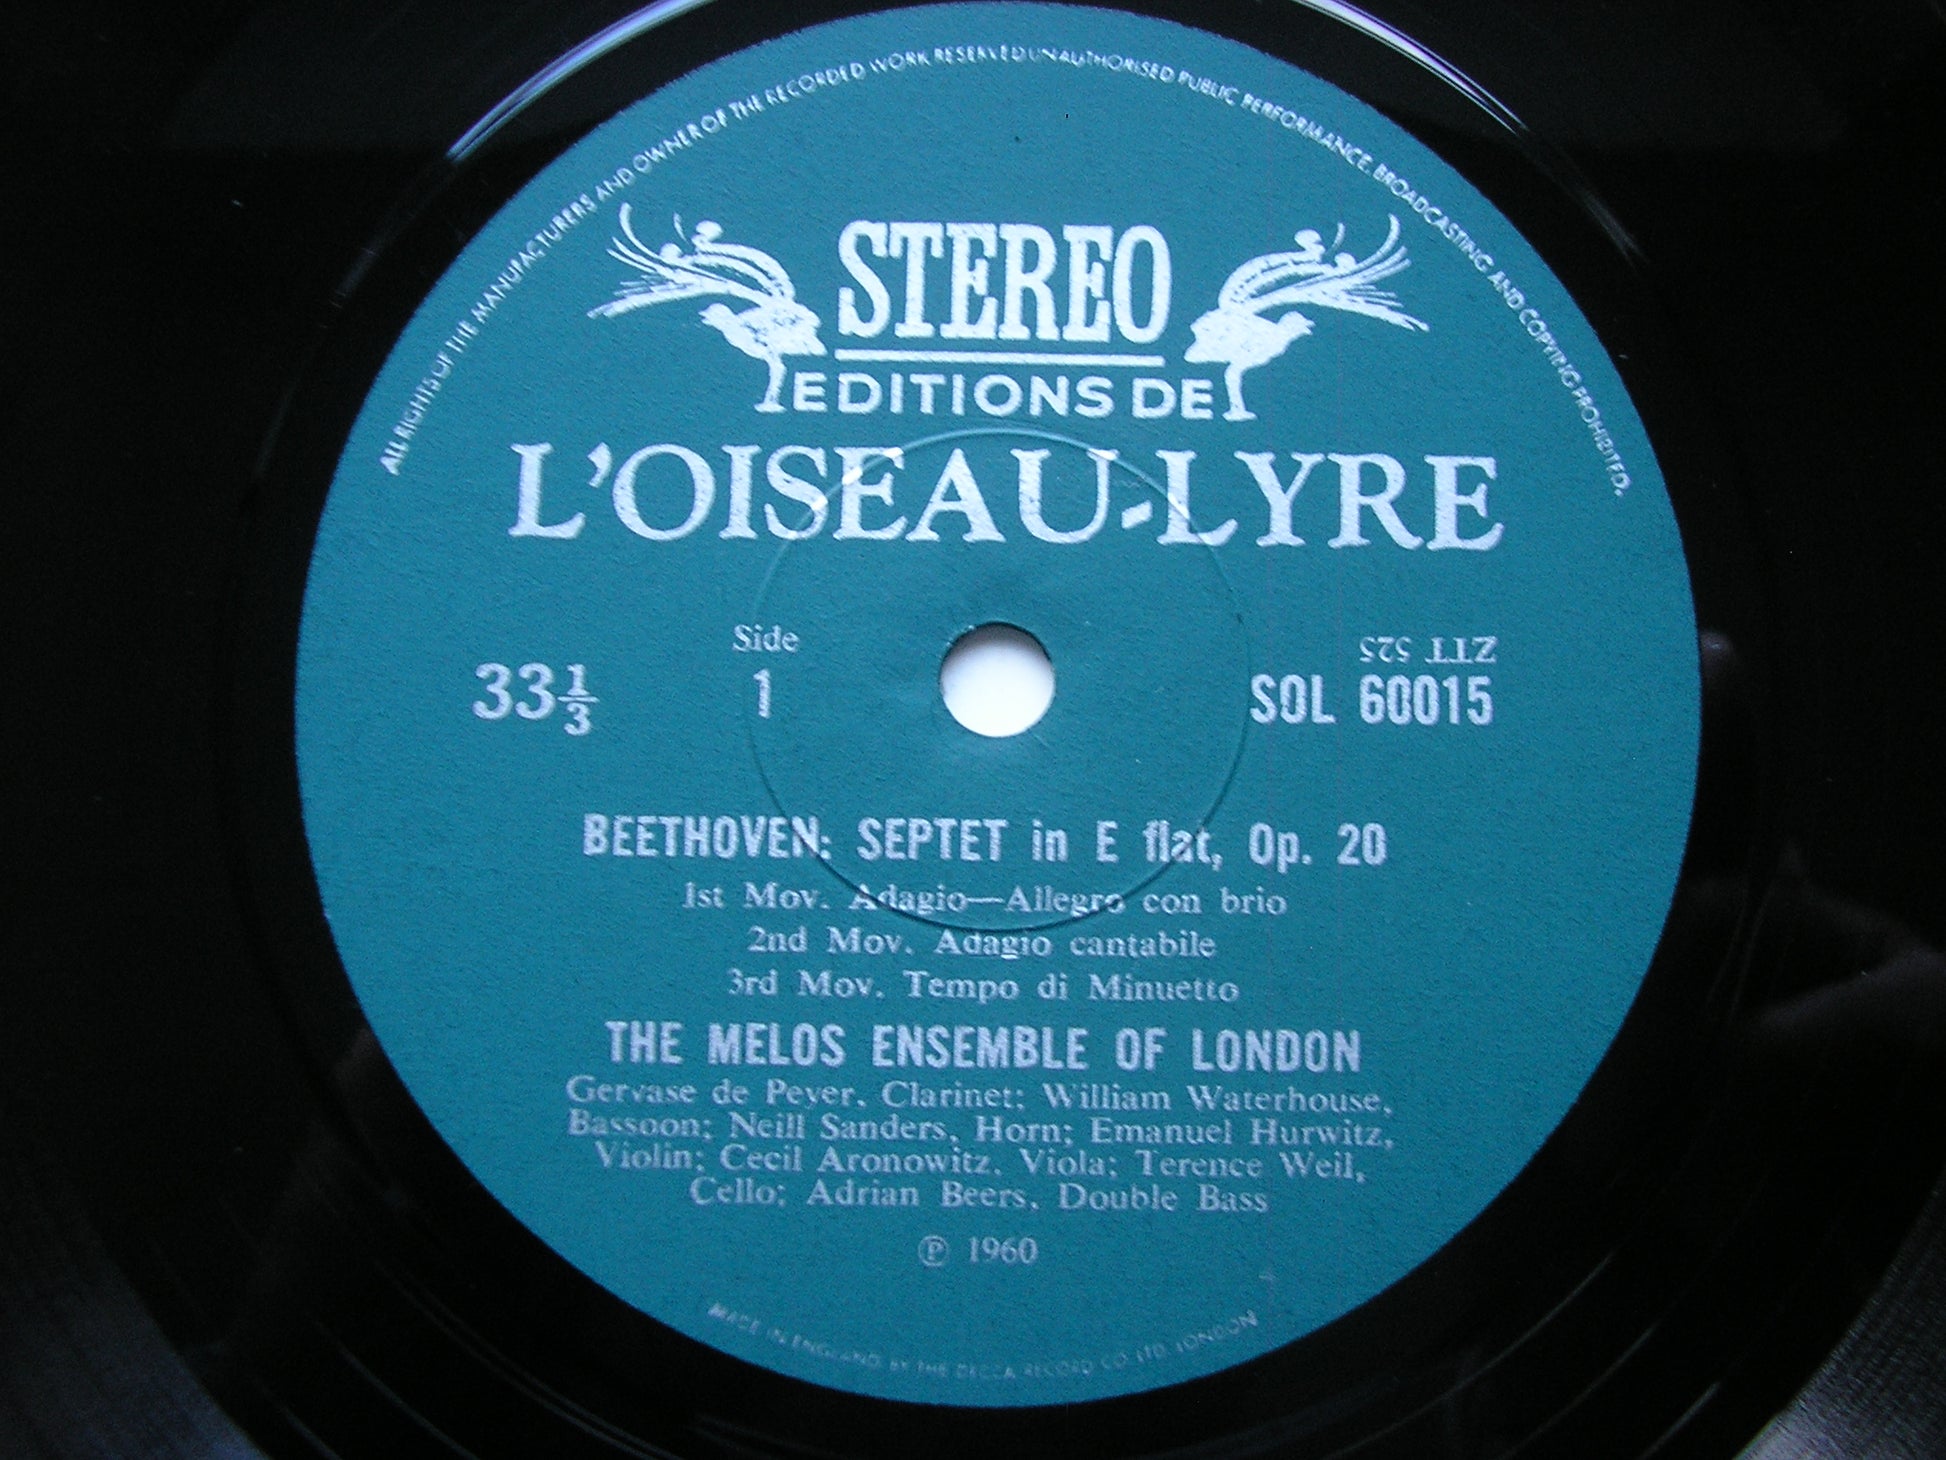 ALL RIGHTS OF THE MANUFACTURERS AND OWNER OF THE RECORDED WORK RESERVED UNAUTHORISED PUBLIC PERFORMANCE, BROADCASTING AND COPYING PROHIBITED.
STEREO
EDITIONS DE
L'OISEAU-LYRE
33 1/3
Side
1
ZTT 525
SOL 60015
BEETHOVEN: SEPTET in E flat, Op. 20
1st Mov. Adagio—Allegro con brio
2nd Mov. Adagio cantabile
3rd Mov. Tempo di Minuetto
THE MELOS ENSEMBLE OF LONDON
Gervase de Peyer, Clarinet; William Waterhouse,
Bassoon; Neill Sanders, Horn; Emanuel Hurwitz,
Violin; Cecil Aronowitz, Viola; Terence Weil,
Cello; Adrian Beers, Double Bass
℗ 1960
MADE IN ENGLAND BY THE DECCA RECORD CO. LTD. LONDON